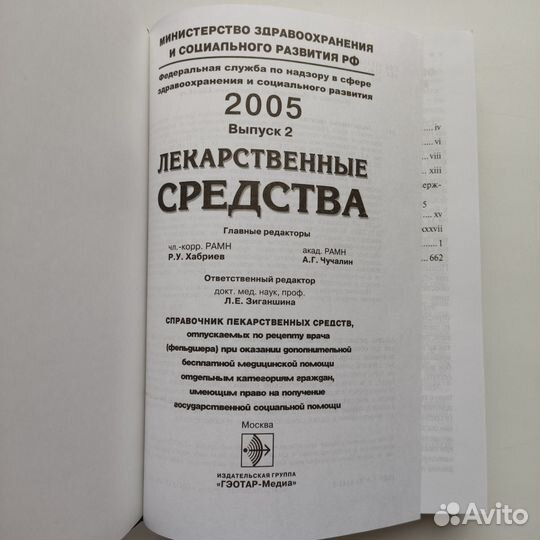 МИНИСТЕРСТВО ЗДРАВООХРАНЕНИЯ
И СОЦИАЛЬНОГО РАЗВИТИЯ РФ
Федеральная служба по надзору в сфере
здравоохранения и социального развития
2005
Выпуск 2
ЛЕКАРСТВЕННЫЕ
СРЕДСТВА
Главные редакторы
чл.-корр. РАМН
Р.У. Хабриев
акад. РАМН
А.Г. Чучалин
Ответственный редактор
докт. мед. наук, проф.
Л.Е. Зиганшина
СПРАВОЧНИК ЛЕКАРСТВЕННЫХ СРЕДСТВ,
отпускаемых по рецепту врача
(фельдшера) при оказании дополнительной
бесплатной медицинской помощи
отдельным категориям граждан,
имеющим право на получение
государственной социальной помощи
Москва
ИЗДАТЕЛЬСКАЯ ГРУППА
«ГЭОТАР-Медиа»
..... iv
..... vi
.... viii
.... xiii
держ-
5
..... xv
xxxvii
..... 1
... 662
Avito